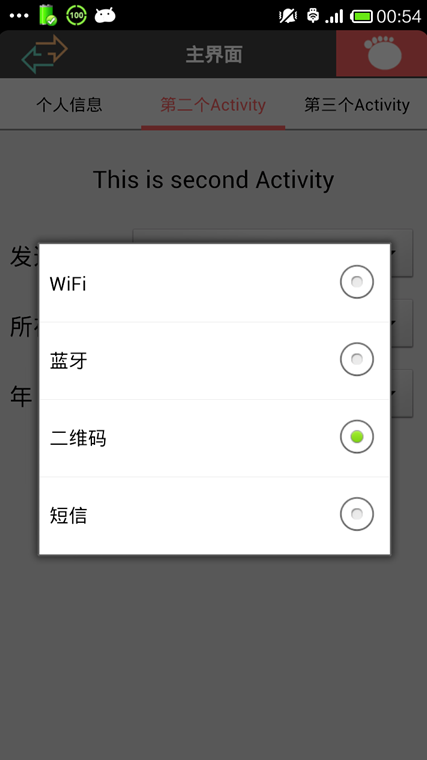 100 00:54
主界面
个人信息 第二个Activity 第三个Activity
This is second Activity
发
WiFi
所
蓝牙
年
二维码
短信